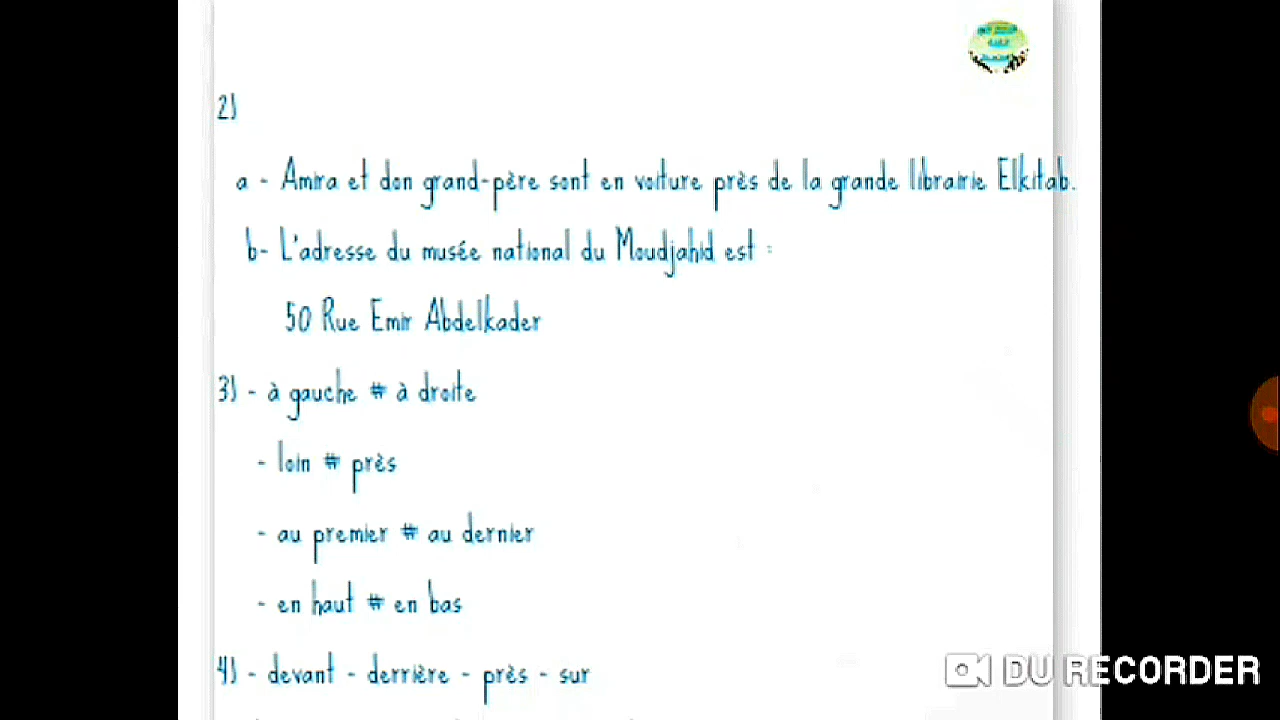 2)
a - Amira et don grand-père sont en voiture près de la grande librairie Elkitab.
b- L'adresse du musée national du Moudjahid est :
50 Rue Emir Abdelkader
3) - à gauche # à droite
- loin # près
- au premier # au dernier
- en haut # en bas
4) - devant - derrière - près - sur
DU RECORDER